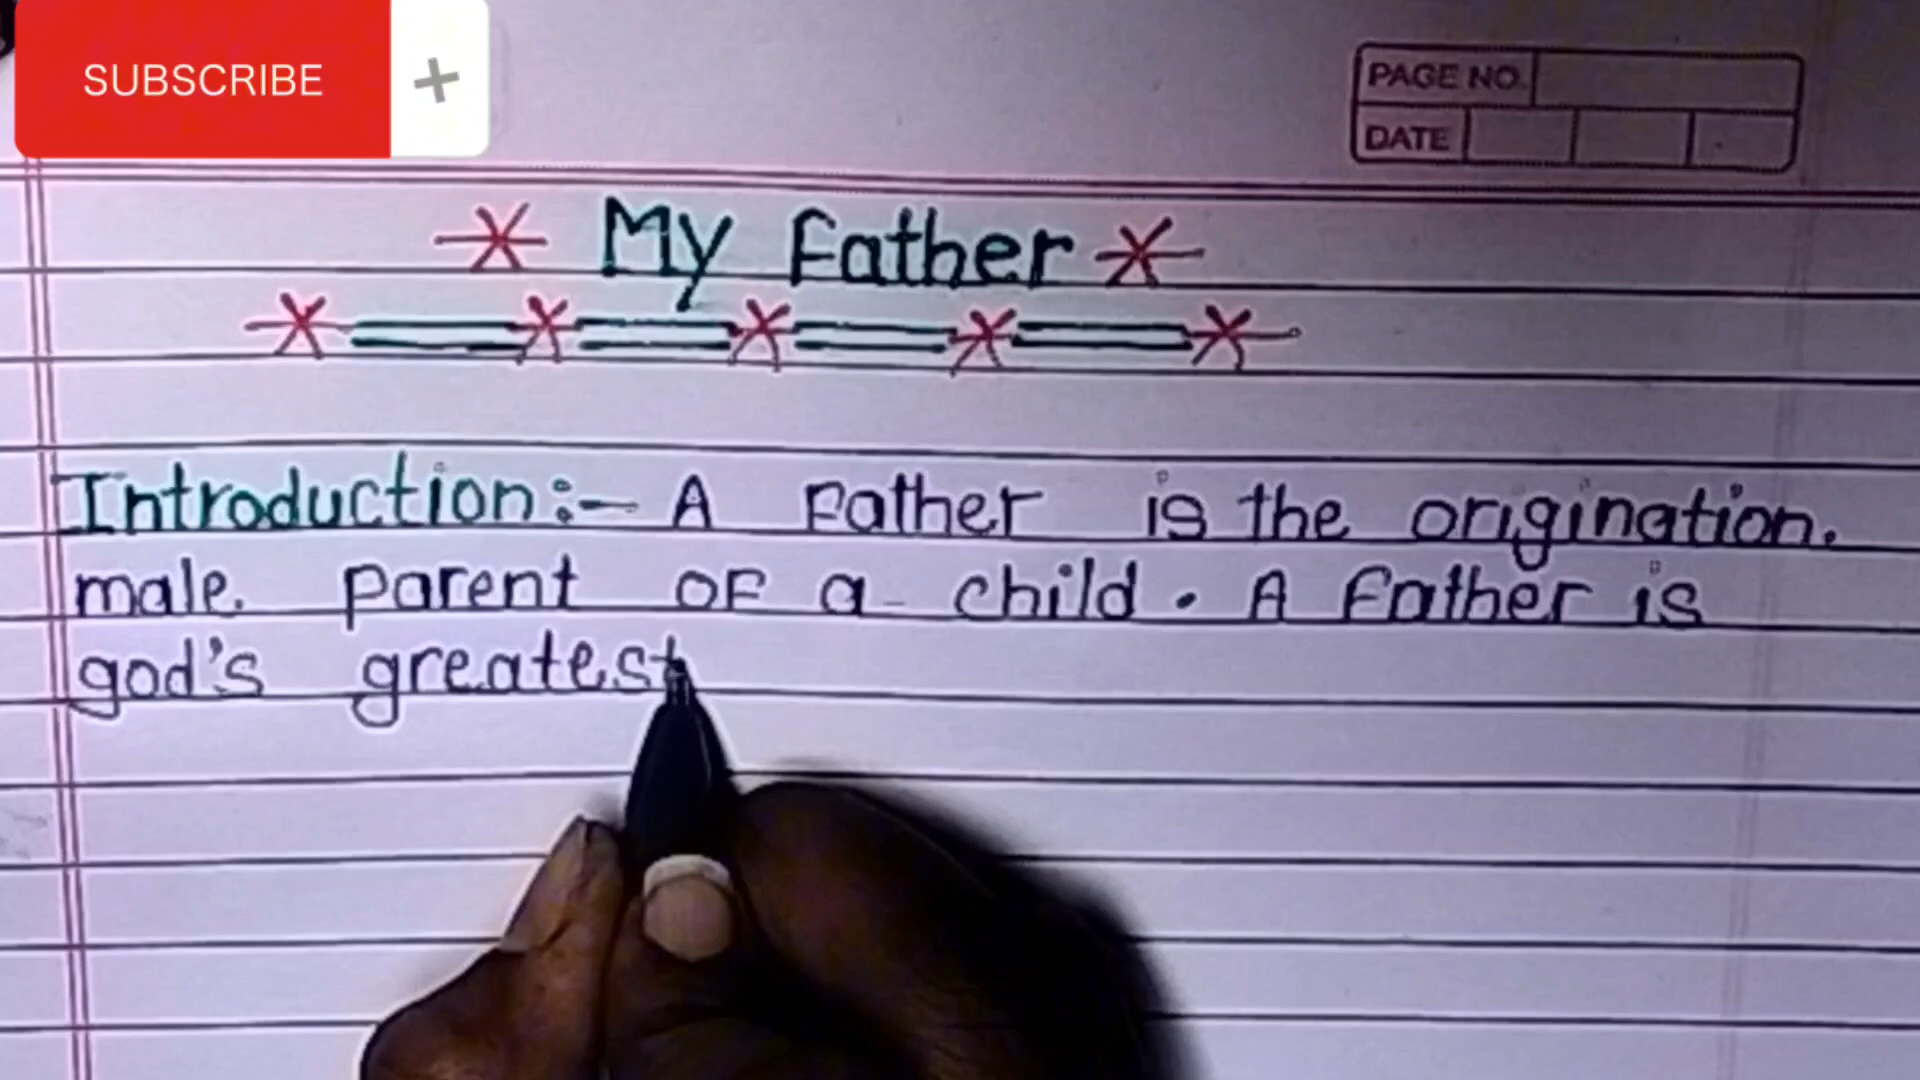 SUBSCRIBE +
PAGE NO.
DATE
My Father
Introduction:- A Father is the origination.
male. parent of a child. A Father is
god's greatest